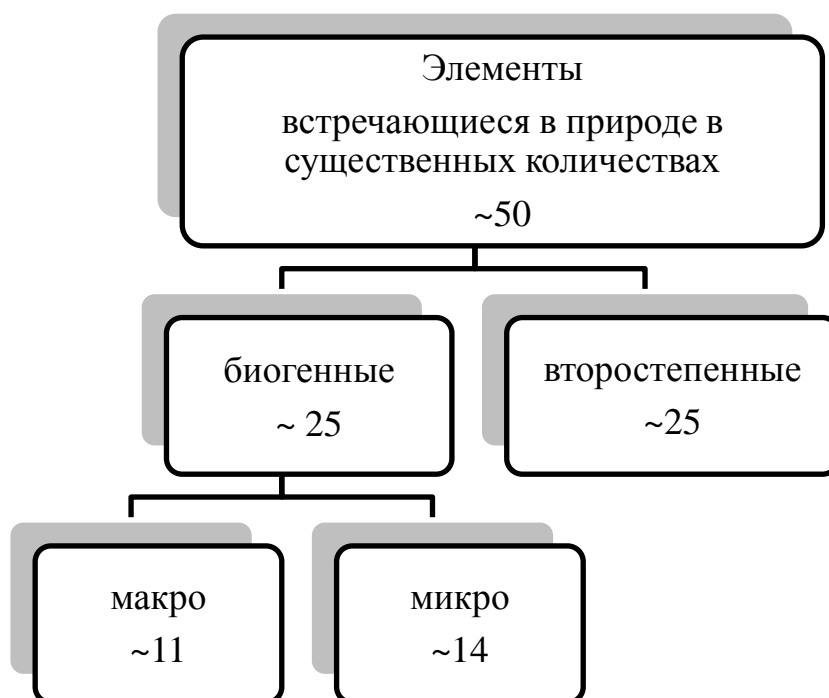 Элементы
встречающиеся в природе в
существенных количествах
~50
биогенные
~ 25
второстепенные
~25
макро
~11
микро
~14